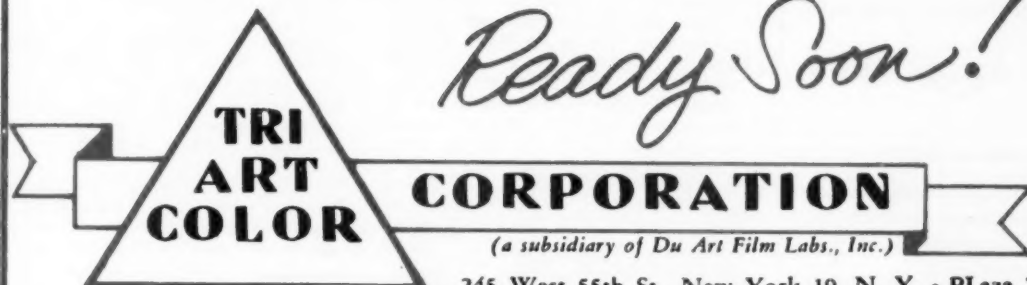 Ready Soon!
TRI
ART
COLOR
CORPORATION
(a subsidiary of Du Art Film Labs., Inc.)
245 West 55th St., New York 19, N. Y. • PLaza